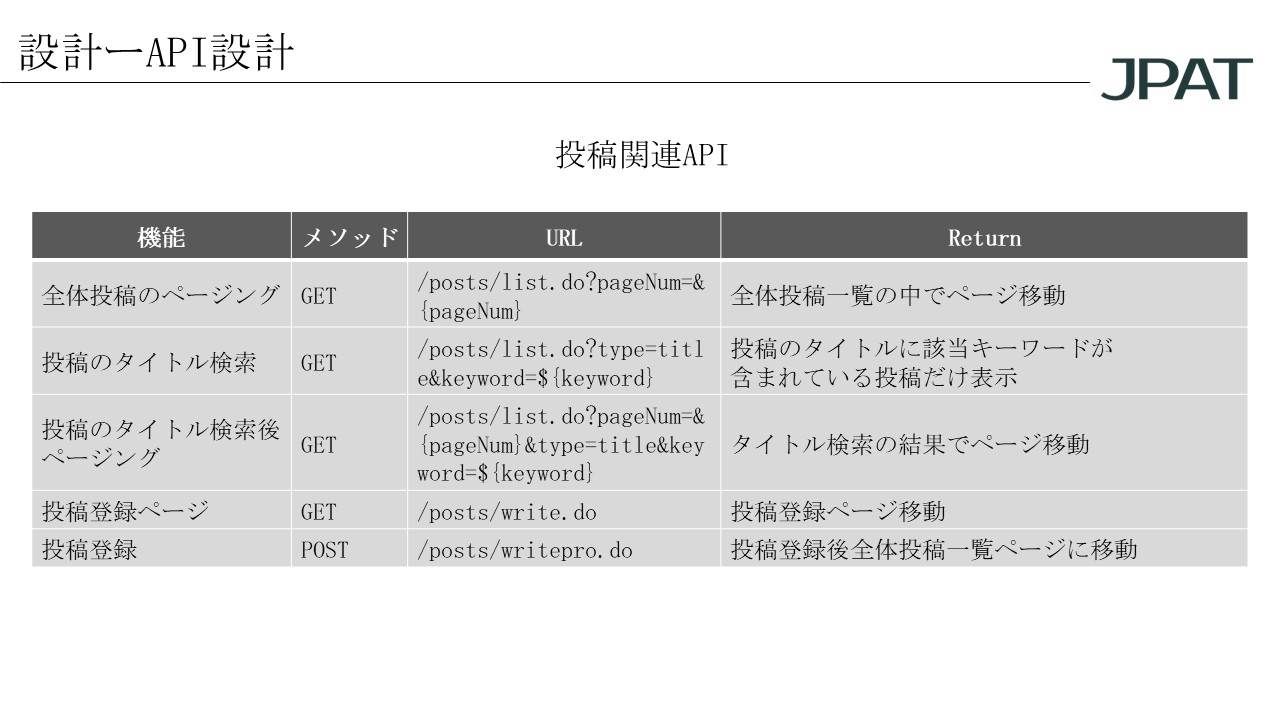 設計ーAPI設計
JPAT
投稿関連API
機能 メソッド URL Return
全体投稿のページング GET /posts/list.do?pageNum=&
{pageNum} 全体投稿一覧の中でページ移動
投稿のタイトル検索 GET /posts/list.do?type=titl
e&keyword=${keyword} 投稿のタイトルに該当キーワードが
含まれている投稿だけ表示
投稿のタイトル検索後
ページング GET /posts/list.do?pageNum=&
{pageNum}&type=title&key
word=${keyword} タイトル検索の結果でページ移動
投稿登録ページ GET /posts/write.do 投稿登録ページ移動
投稿登録 POST /posts/writepro.do 投稿登録後全体投稿一覧ページに移動